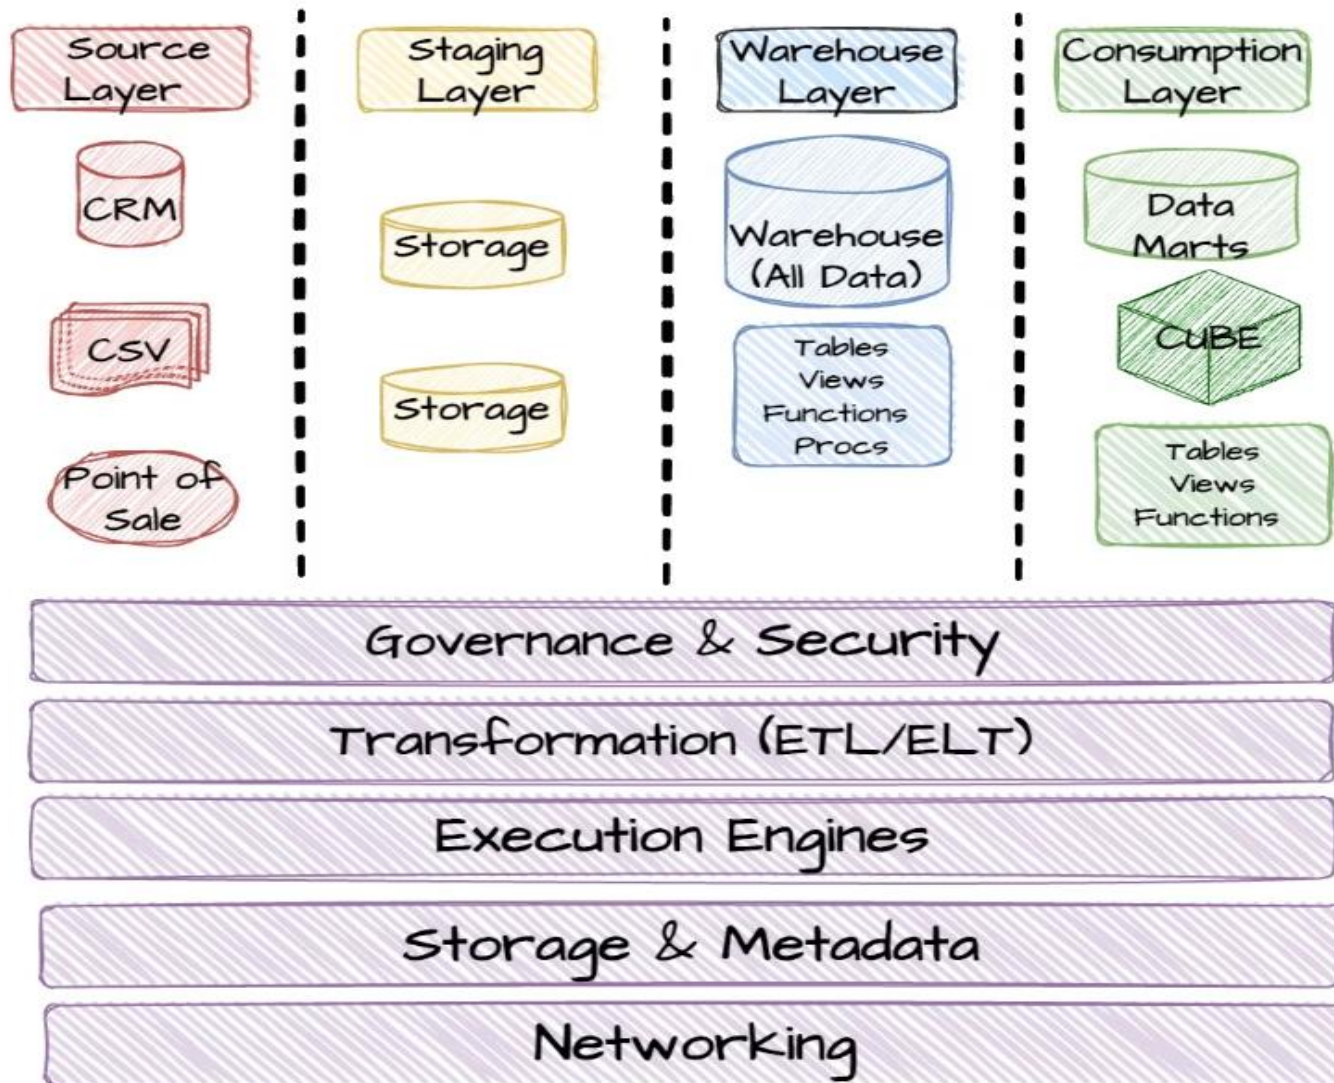 Source
Layer
CRM
CSV
Point of
Sale
Staging
Layer
Storage
Storage
Warehouse
Layer
Warehouse
(All Data)
Tables
Views
Functions
Procs
Consumption
Layer
Data
Marts
CUBE
Tables
Views
Functions
Governance & Security
Transformation (ETL/ELT)
Execution Engines
Storage & Metadata
Networking